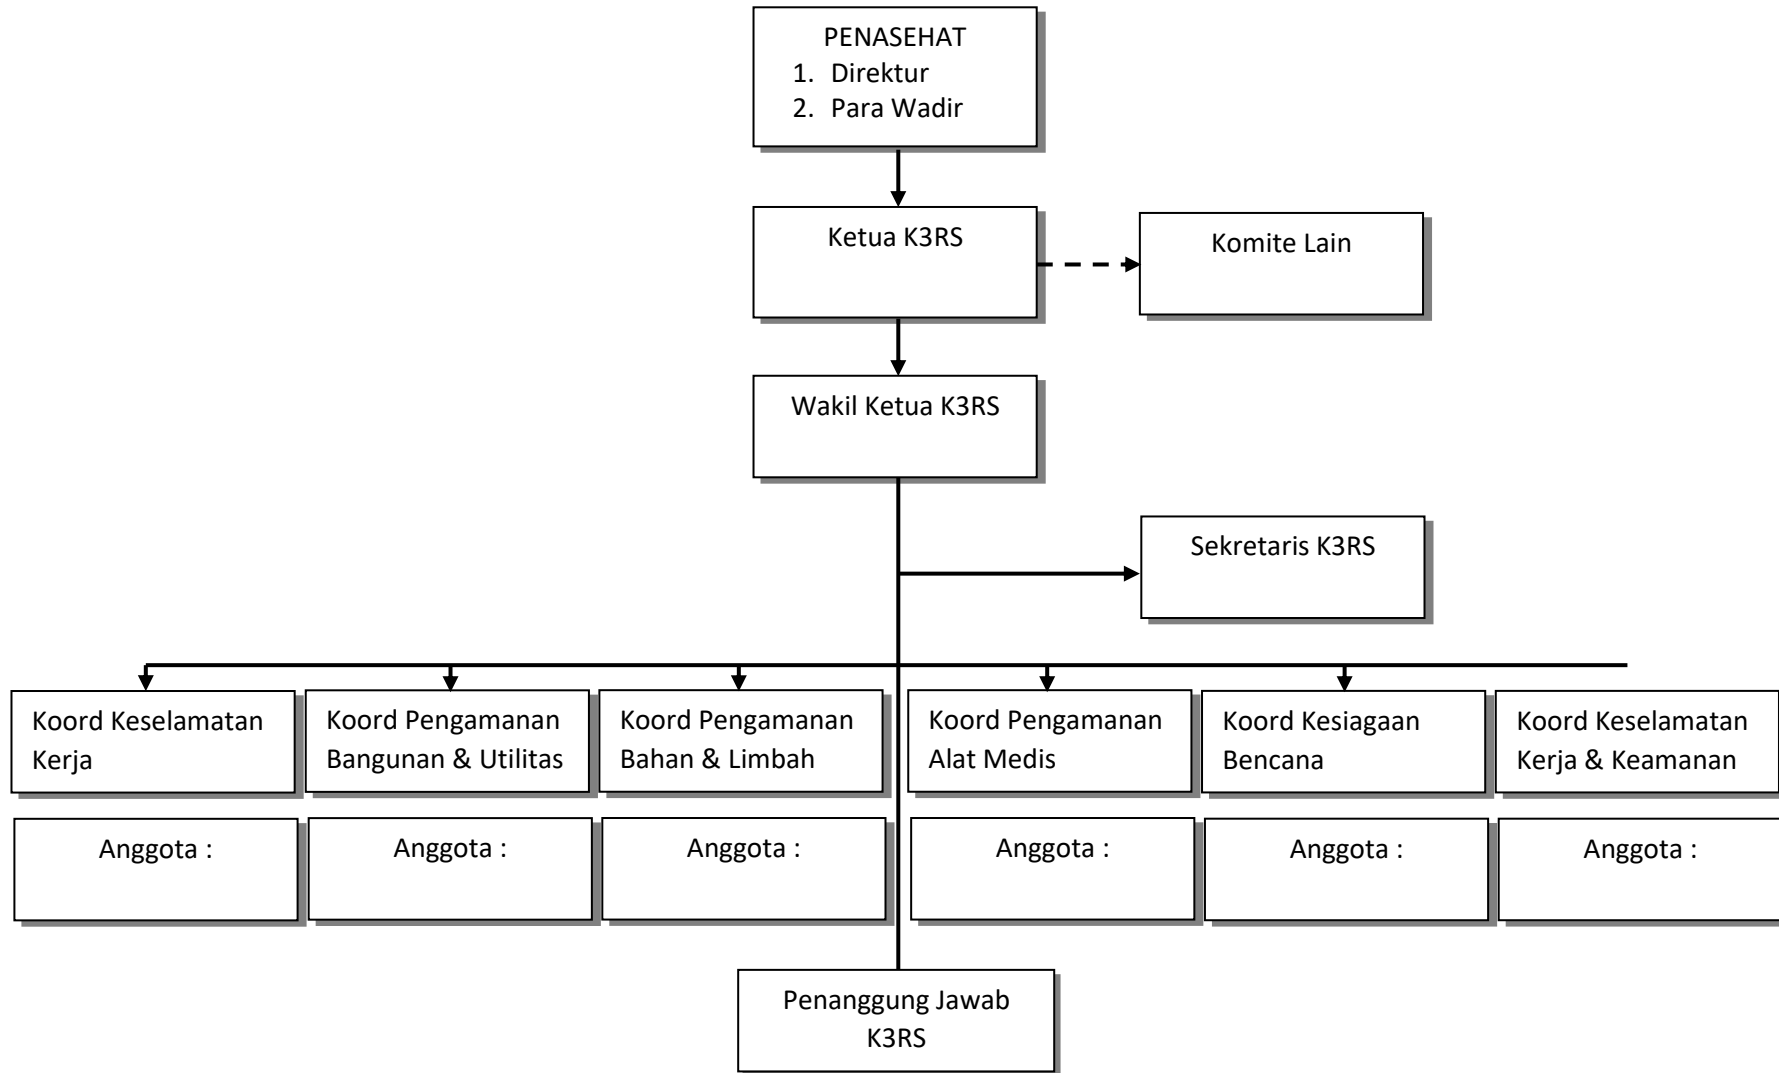 PENASEHAT
1. Direktur
2. Para Wadir
Ketua K3RS
Komite Lain
Wakil Ketua K3RS
Sekretaris K3RS
Koord Keselamatan
Kerja
Koord Pengamanan
Bangunan & Utilitas
Koord Pengamanan
Bahan & Limbah
Koord Pengamanan
Alat Medis
Koord Kesiagaan
Bencana
Koord Keselamatan
Kerja & Keamanan
Anggota :
Anggota :
Anggota :
Anggota :
Anggota :
Anggota :
Penanggung Jawab
K3RS